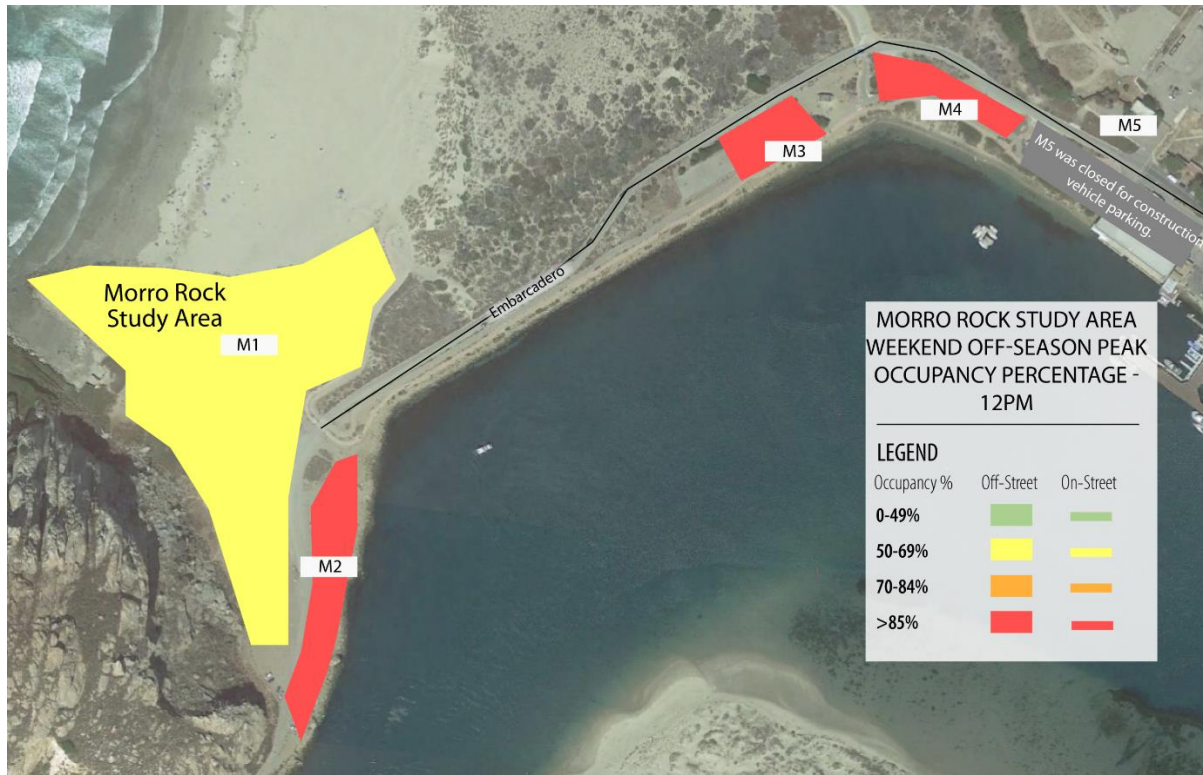 Morro Rock
Study Area
M1
M2
M3
M4
M5
M5 was closed for construction
vehicle parking.
Embarcadero
MORRO ROCK STUDY AREA
WEEKEND OFF-SEASON PEAK
OCCUPANCY PERCENTAGE -
12PM
LEGEND
Occupancy % Off-Street On-Street
0-49%
50-69%
70-84%
>85%